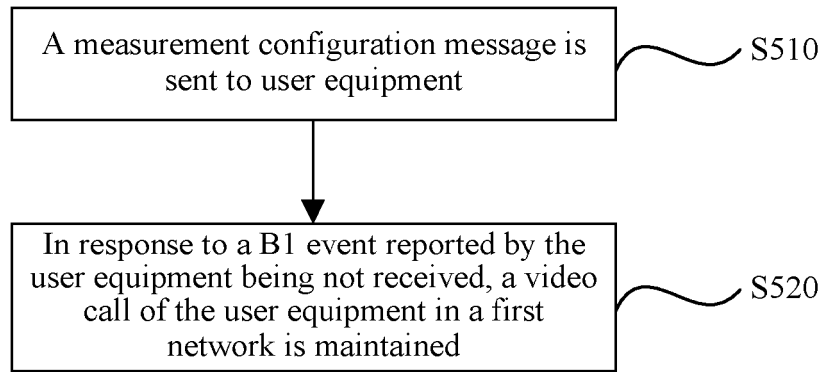 A measurement configuration message is
sent to user equipment
S510
In response to a B1 event reported by the
user equipment being not received, a video
call of the user equipment in a first
network is maintained
S520